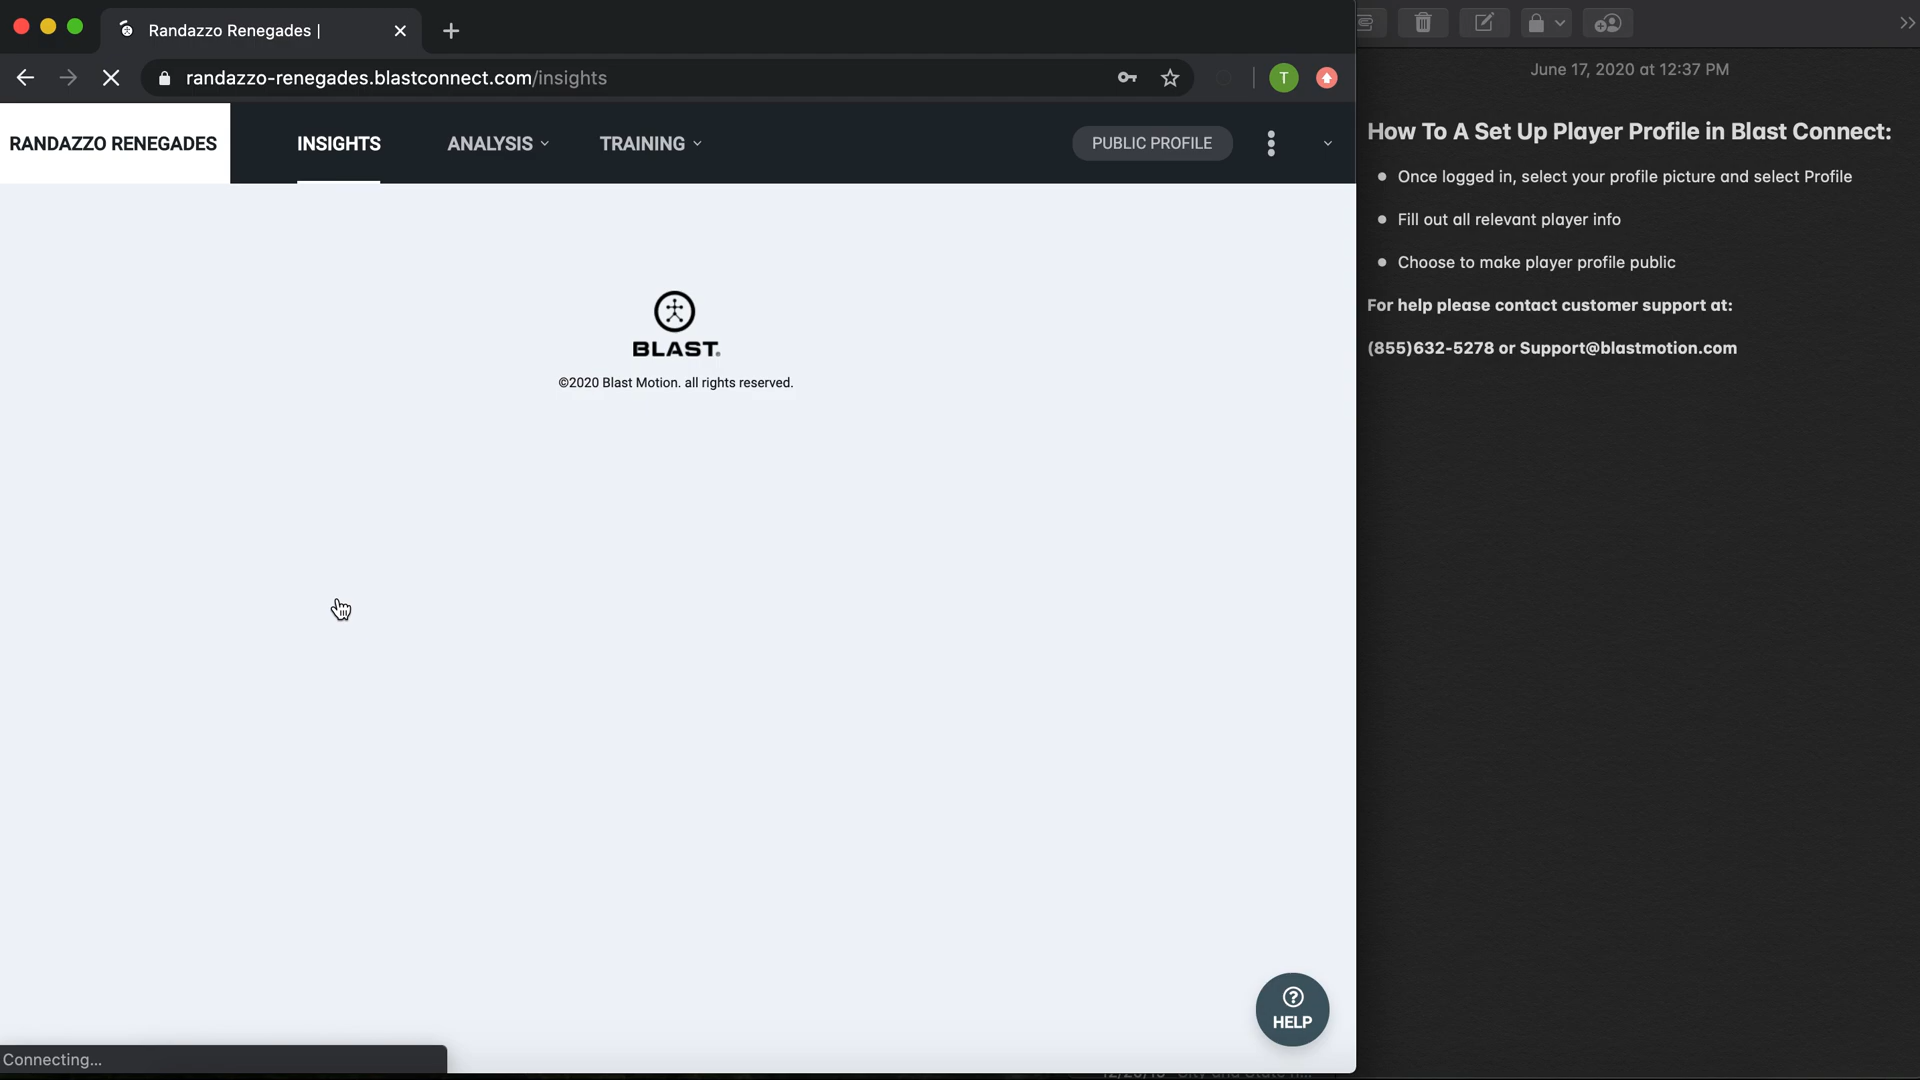 Randazzo Renegades |
randazzo-renegades.blastconnect.com/insights
T
RANDAZZO RENEGADES
INSIGHTS
ANALYSIS
TRAINING
PUBLIC PROFILE
BLAST.
©2020 Blast Motion. all rights reserved.
HELP
Connecting...
June 17, 2020 at 12:37 PM
How To A Set Up Player Profile in Blast Connect:
Once logged in, select your profile picture and select Profile
Fill out all relevant player info
Choose to make player profile public
For help please contact customer support at:
(855)632-5278 or Support@blastmotion.com